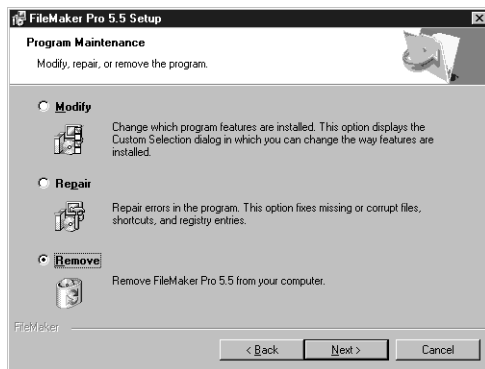 FileMaker Pro 5.5 Setup
Program Maintenance
Modify, repair, or remove the program.
Modify
Change which program features are installed. This option displays the
Custom Selection dialog in which you can change the way features are
installed.
Repair
Repair errors in the program. This option fixes missing or corrupt files,
shortcuts, and registry entries.
Remove
Remove FileMaker Pro 5.5 from your computer.
FileMaker
< Back Next > Cancel